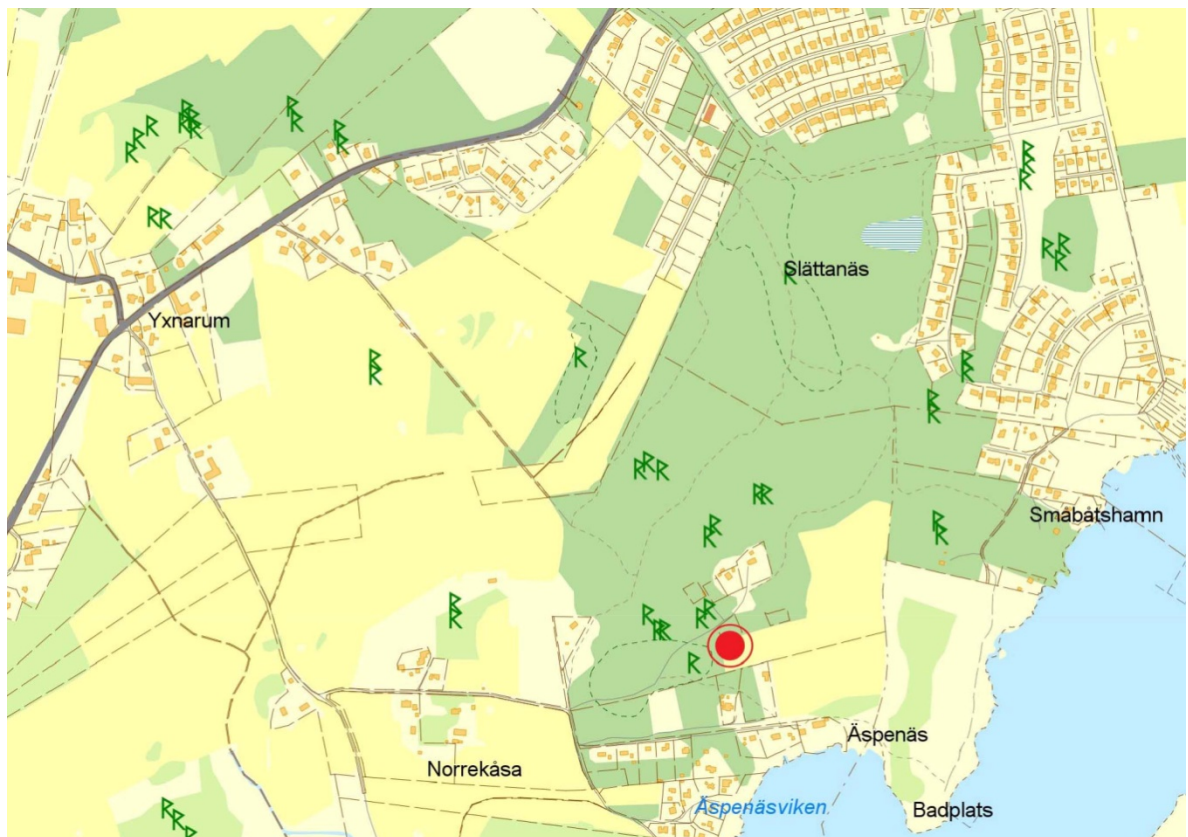 Slättanäs
Yxnarum
Småbåtshamn
Äspenäs
Norrekåsa
Äspenäsviken
Badplats